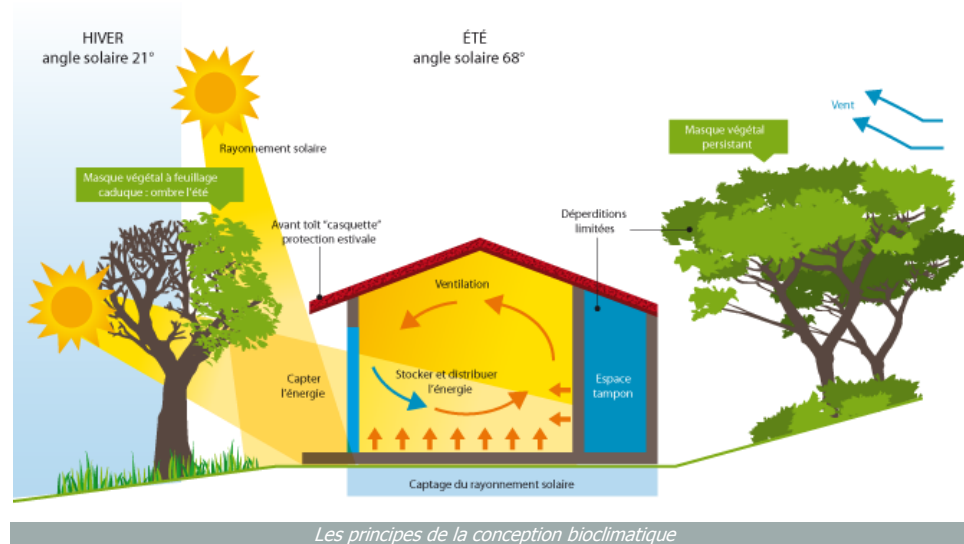 HIVER
angle solaire 21°
ÉTÉ
angle solaire 68°
Vent
Masque végétal
persistant
Rayonnement solaire
Masque végétal à feuillage
caduque : ombre l'été
Avant toît "casquette"
protection estivale
Déperditions
limitées
Ventilation
Capter
l'énergie
Stocker et distribuer
l'énergie
Espace
tampon
Captage du rayonnement solaire
Les principes de la conception bioclimatique